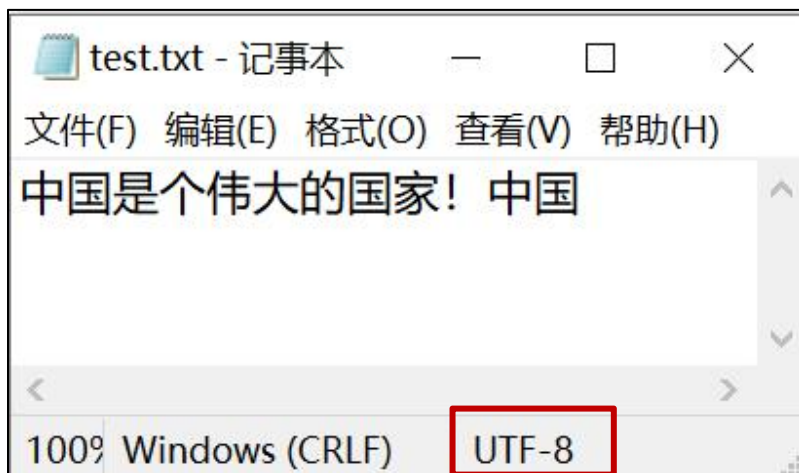 test.txt - 记事本
文件(F) 编辑(E) 格式(O) 查看(V) 帮助(H)
中国是个伟大的国家！中国
100% Windows (CRLF) UTF-8